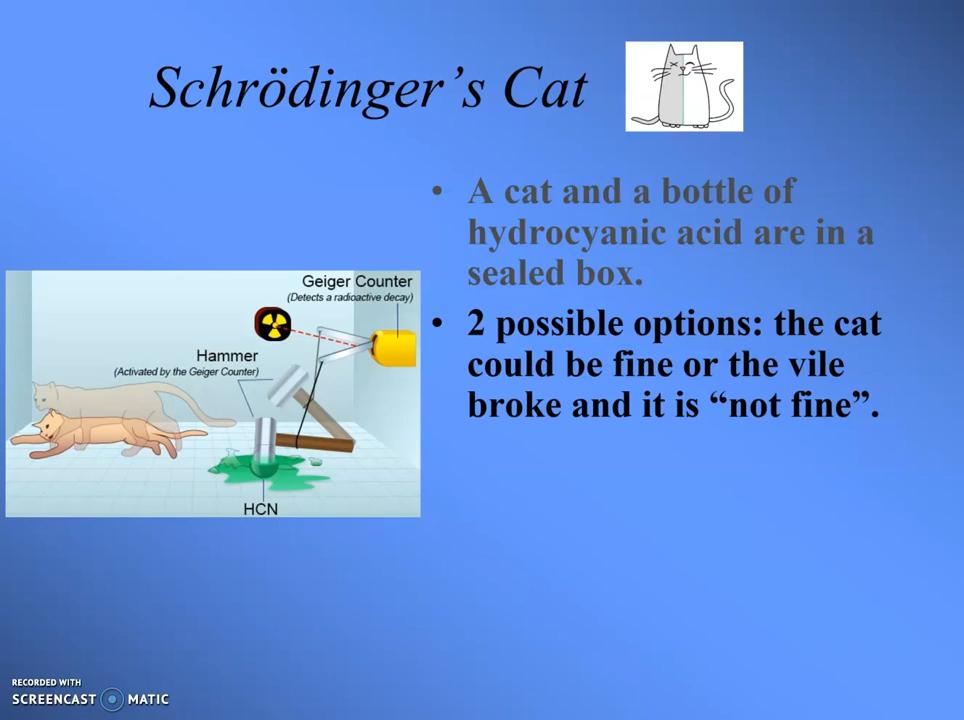 Schrödinger’s Cat
• A cat and a bottle of
hydrocyanic acid are in a
sealed box.
• 2 possible options: the cat
could be fine or the vile
broke and it is “not fine”.
Geiger Counter
(Detects a radioactive decay)
Hammer
(Activated by the Geiger Counter)
HCN
RECORDED WITH
SCREENCAST MATIC